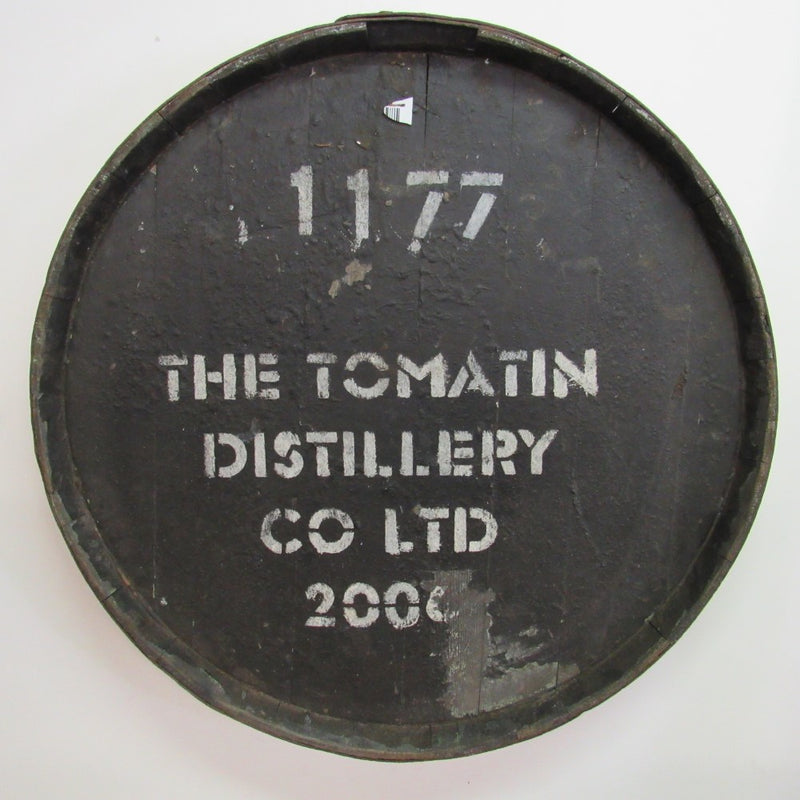 1177
THE TOMATIN
DISTILLERY
CO LTD
2006